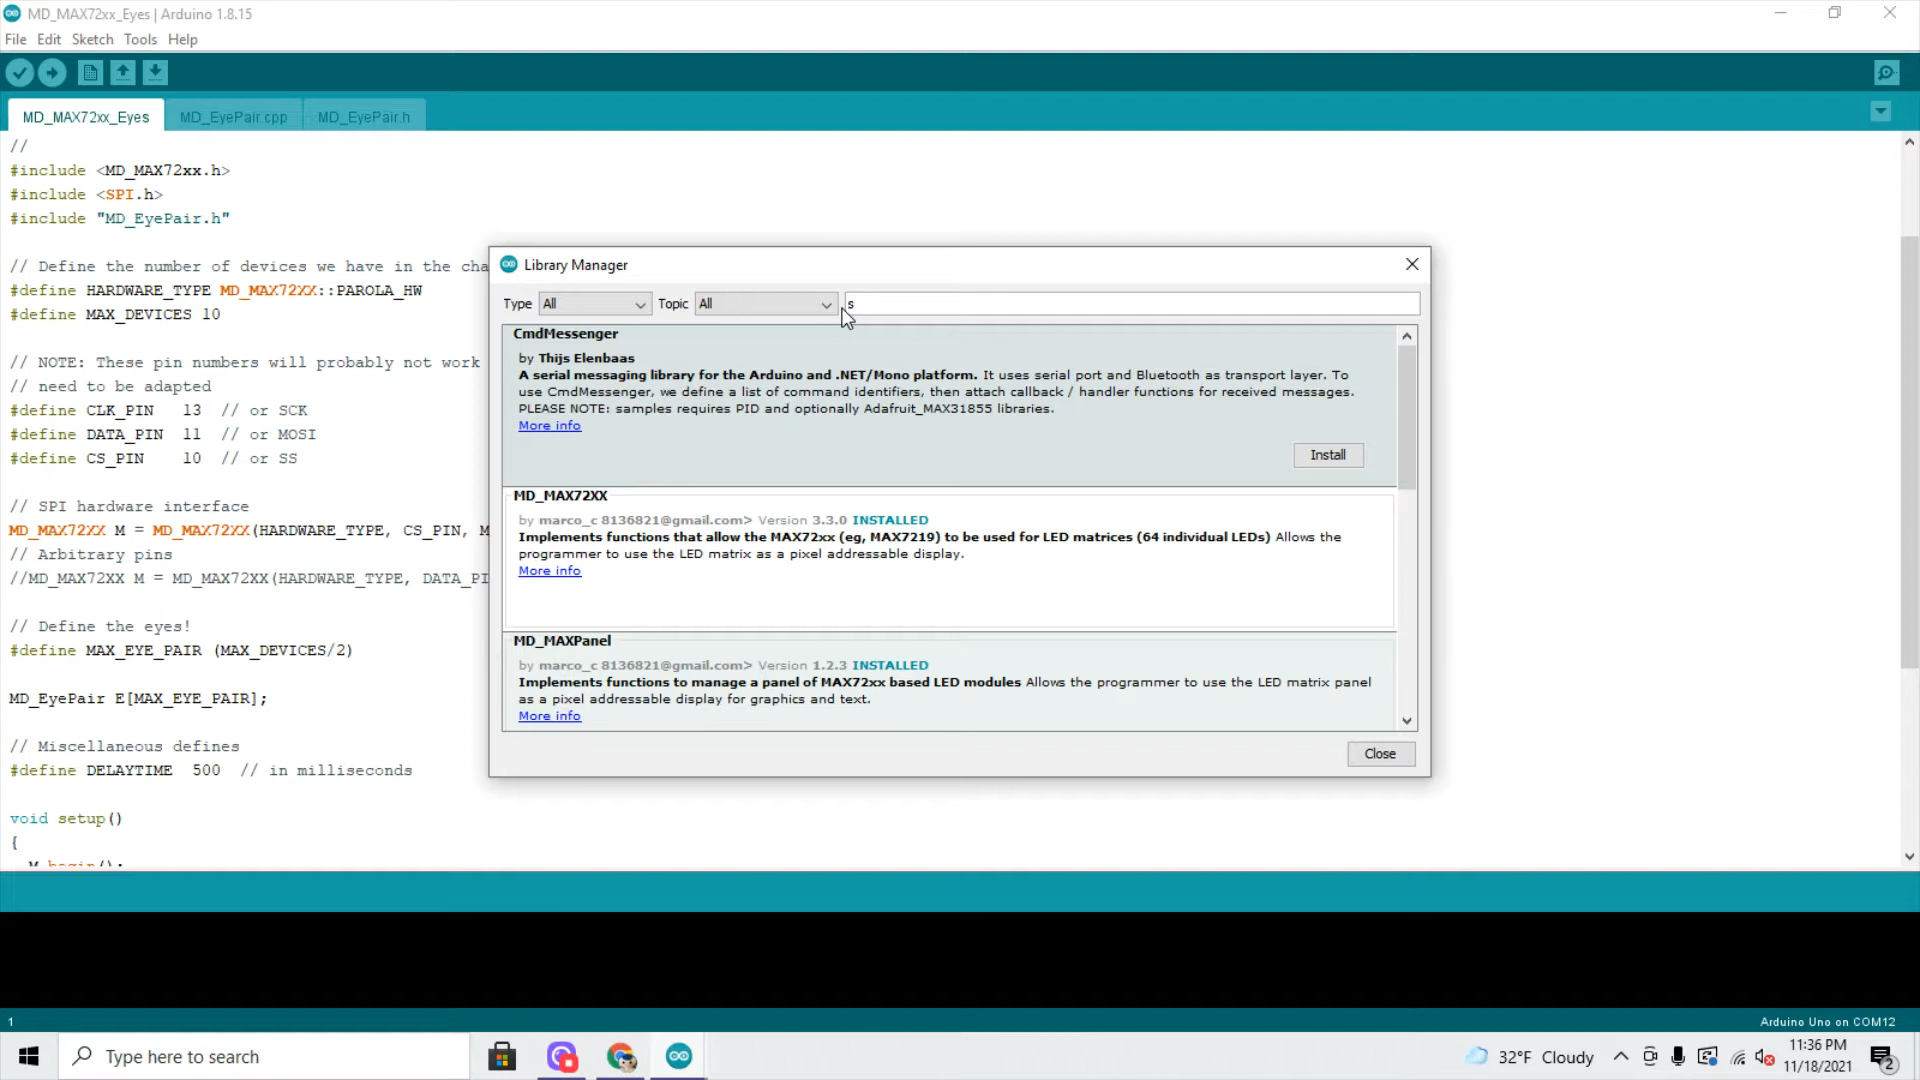 MD_MAX72xx_Eyes | Arduino 1.8.15
File Edit Sketch Tools Help
MD_MAX72xx_Eyes MD_EyePair.cpp MD_EyePair.h
//
#include <MD_MAX72xx.h>
#include <SPI.h>
#include "MD_EyePair.h"
// Define the number of devices we have in the cha
#define HARDWARE_TYPE MD_MAX72XX::PAROLA_HW
#define MAX_DEVICES 10
// NOTE: These pin numbers will probably not work
// need to be adapted
#define CLK_PIN 13 // or SCK
#define DATA_PIN 11 // or MOSI
#define CS_PIN 10 // or SS
// SPI hardware interface
MD_MAX72XX M = MD_MAX72XX(HARDWARE_TYPE, CS_PIN, M
// Arbitrary pins
//MD_MAX72XX M = MD_MAX72XX(HARDWARE_TYPE, DATA_PI
// Define the eyes!
#define MAX_EYE_PAIR (MAX_DEVICES/2)
MD_EyePair E[MAX_EYE_PAIR];
// Miscellaneous defines
#define DELAYTIME 500 // in milliseconds
void setup()
{
M.begin();
Library Manager
Type All Topic All s
CmdMessenger
by Thijs Elenbaas
A serial messaging library for the Arduino and .NET/Mono platform. It uses serial port and Bluetooth as transport layer. To
use CmdMessenger, we define a list of command identifiers, then attach callback / handler functions for received messages.
PLEASE NOTE: samples requires PID and optionally Adafruit_MAX31855 libraries.
More info
Install
MD_MAX72XX
by marco_c 8136821@gmail.com> Version 3.3.0 INSTALLED
Implements functions that allow the MAX72xx (eg, MAX7219) to be used for LED matrices (64 individual LEDs) Allows the
programmer to use the LED matrix as a pixel addressable display.
More info
MD_MAXPanel
by marco_c 8136821@gmail.com> Version 1.2.3 INSTALLED
Implements functions to manage a panel of MAX72xx based LED modules Allows the programmer to use the LED matrix panel
as a pixel addressable display for graphics and text.
More info
Close
1
Arduino Uno on COM12
Type here to search
32°F Cloudy
11:36 PM
11/18/2021
2